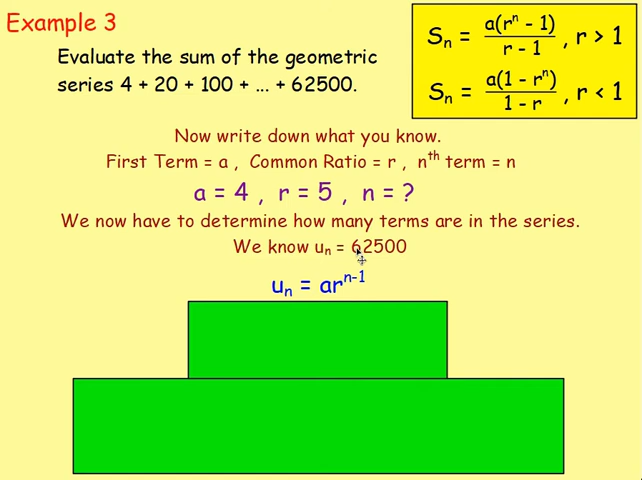 Example 3
Evaluate the sum of the geometric
series 4 + 20 + 100 + ... + 62500.
Sₙ = a(rⁿ - 1) / r - 1 , r > 1
Sₙ = a(1 - rⁿ) / 1 - r , r < 1
Now write down what you know.
First Term = a , Common Ratio = r , nᵗʰ term = n
a = 4 , r = 5 , n = ?
We now have to determine how many terms are in the series.
We know uₙ = 62500
uₙ = arⁿ⁻¹